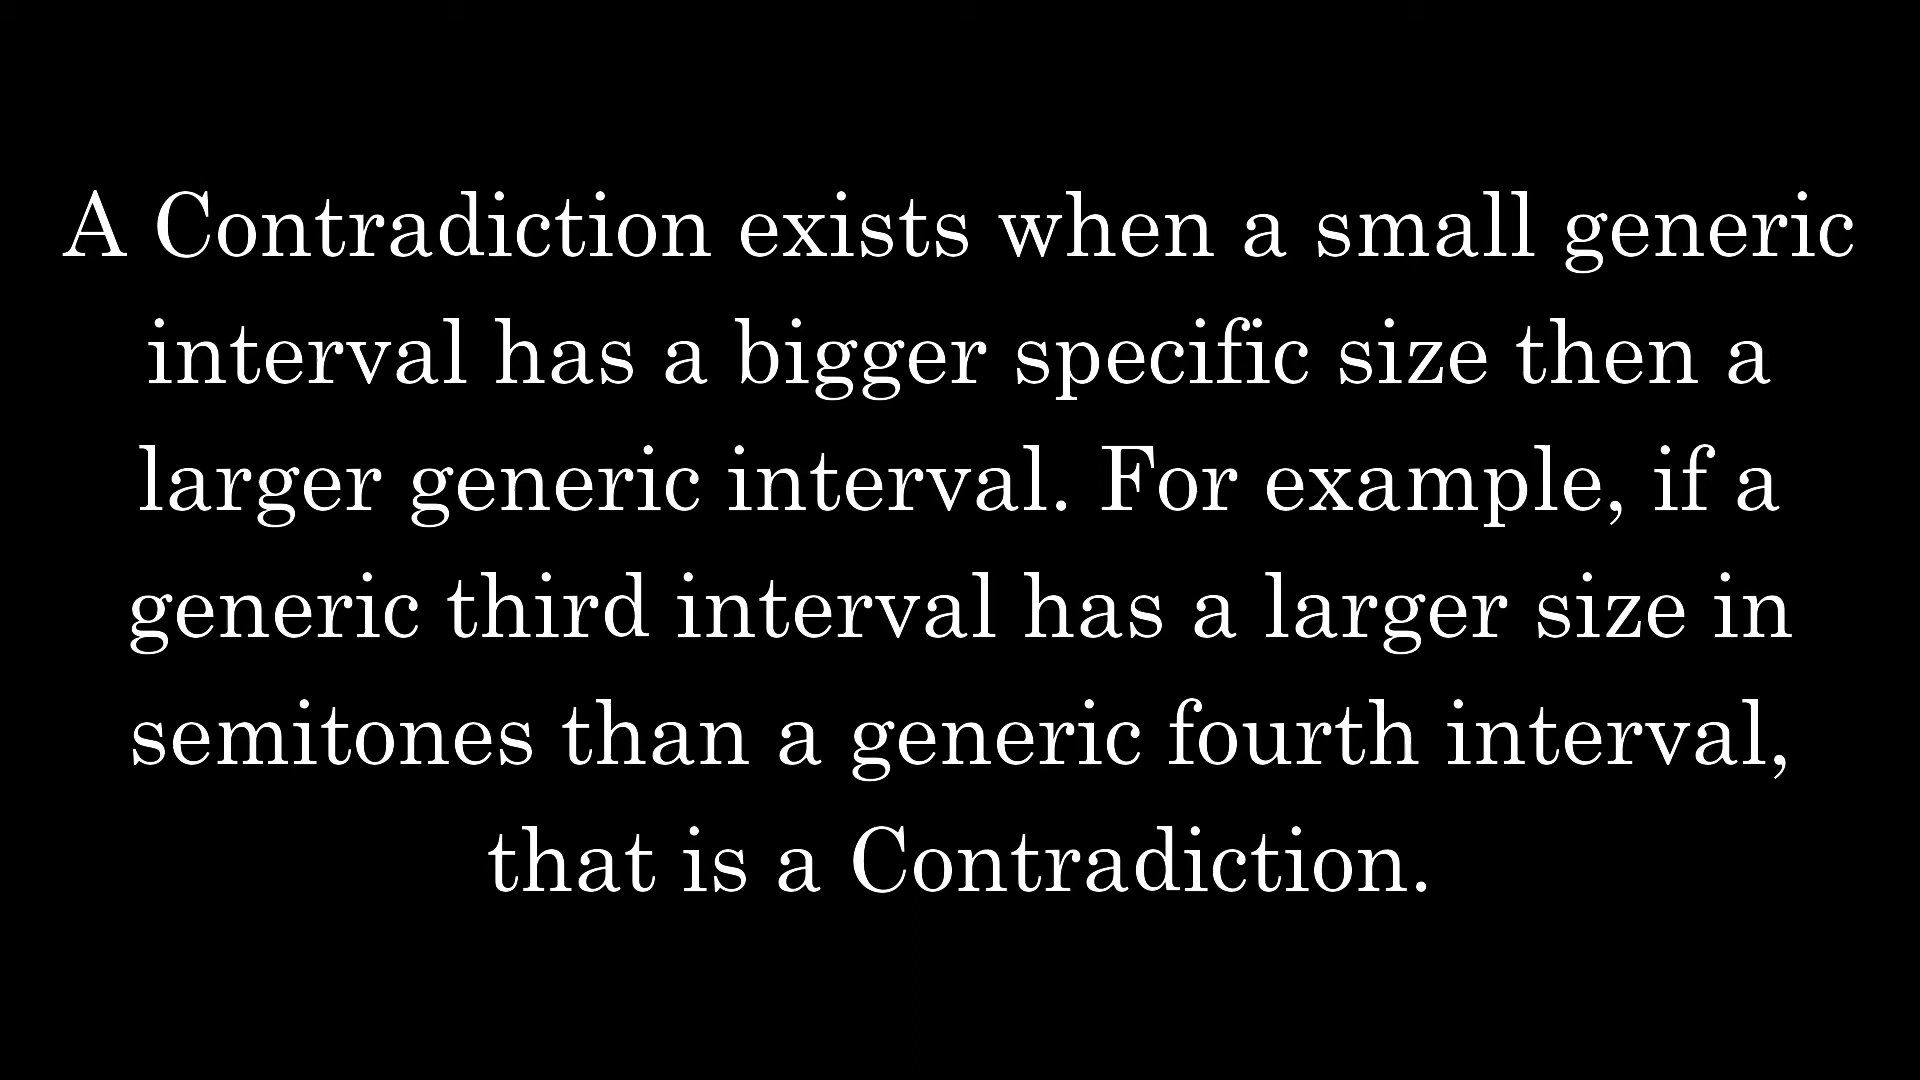 A Contradiction exists when a small generic
interval has a bigger specific size then a
larger generic interval. For example, if a
generic third interval has a larger size in
semitones than a generic fourth interval,
that is a Contradiction.